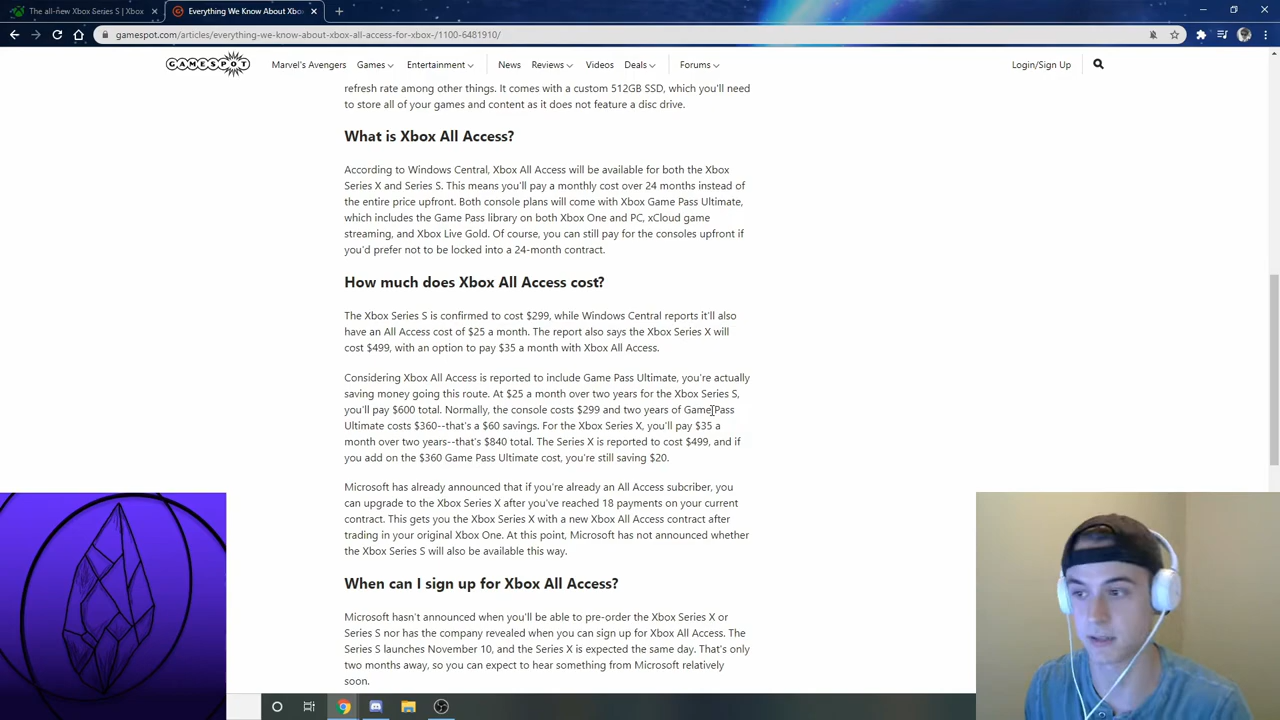 The all-new Xbox Series S | Xbox
Everything We Know About Xbo
gamespot.com/articles/everything-we-know-about-xbox-all-access-for-xbox-/1100-6481910/
GAMESPOT
Marvel's Avengers Games Entertainment News Reviews Videos Deals Forums Login/Sign Up
refresh rate among other things. It comes with a custom 512GB SSD, which you'll need
to store all of your games and content as it does not feature a disc drive.
What is Xbox All Access?
According to Windows Central, Xbox All Access will be available for both the Xbox
Series X and Series S. This means you'll pay a monthly cost over 24 months instead of
the entire price upfront. Both console plans will come with Xbox Game Pass Ultimate,
which includes the Game Pass library on both Xbox One and PC, xCloud game
streaming, and Xbox Live Gold. Of course, you can still pay for the consoles upfront if
you'd prefer not to be locked into a 24-month contract.
How much does Xbox All Access cost?
The Xbox Series S is confirmed to cost $299, while Windows Central reports it'll also
have an All Access cost of $25 a month. The report also says the Xbox Series X will
cost $499, with an option to pay $35 a month with Xbox All Access.
Considering Xbox All Access is reported to include Game Pass Ultimate, you're actually
saving money going this route. At $25 a month over two years for the Xbox Series S,
you'll pay $600 total. Normally, the console costs $299 and two years of Game Pass
Ultimate costs $360--that's a $60 savings. For the Xbox Series X, you'll pay $35 a
month over two years--that's $840 total. The Series X is reported to cost $499, and if
you add on the $360 Game Pass Ultimate cost, you're still saving $20.
Microsoft has already announced that if you're already an All Access subcriber, you
can upgrade to the Xbox Series X after you've reached 18 payments on your current
contract. This gets you the Xbox Series X with a new Xbox All Access contract after
trading in your original Xbox One. At this point, Microsoft has not announced whether
the Xbox Series S will also be available this way.
When can I sign up for Xbox All Access?
Microsoft hasn't announced when you'll be able to pre-order the Xbox Series X or
Series S nor has the company revealed when you can sign up for Xbox All Access. The
Series S launches November 10, and the Series X is expected the same day. That's only
two months away, so you can expect to hear something from Microsoft relatively
soon.